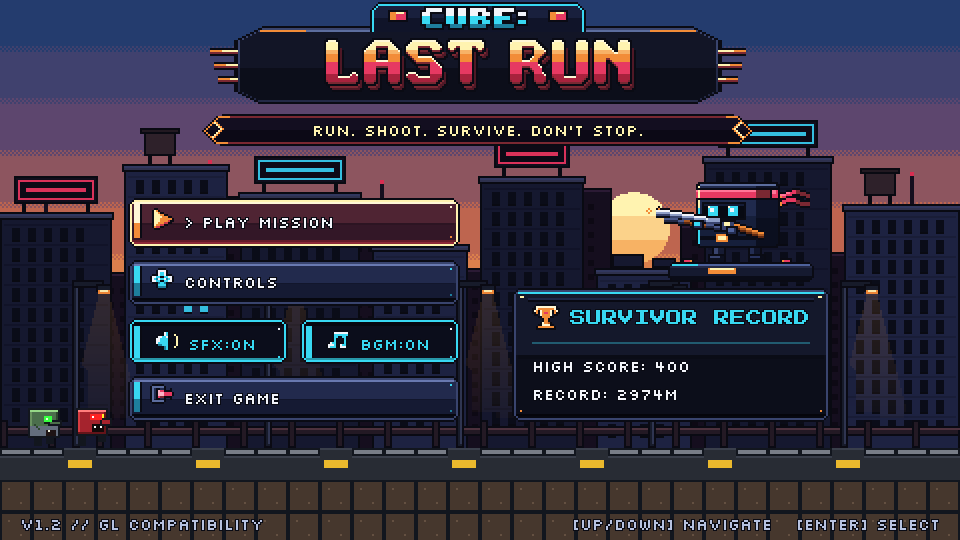 CUBE:
LAST RUN
RUN. SHOOT. SURVIVE. DON'T STOP.
> PLAY MISSION
CONTROLS
SFX:ON
BGM:ON
EXIT GAME
SURVIVOR RECORD
HIGH SCORE: 400
RECORD: 2974M
V1.2 // GL COMPATIBILITY
[UP/DOWN] NAVIGATE [ENTER] SELECT